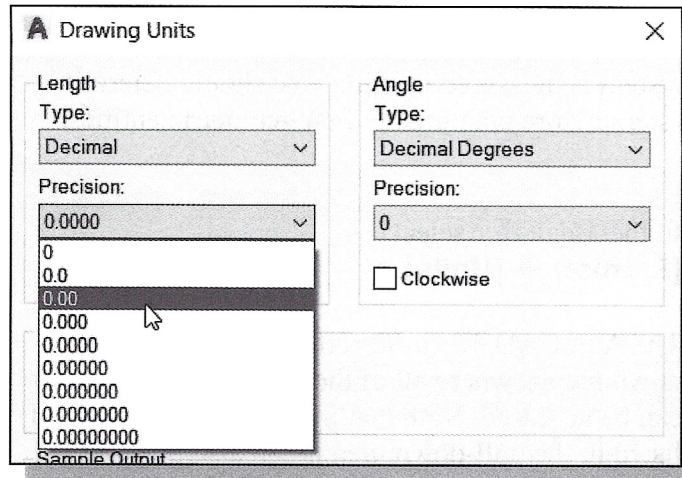 A Drawing Units
Length
Type:
Decimal
Precision:
0.0000
0
0.0
0.00
0.000
0.0000
0.00000
0.000000
0.0000000
0.00000000
Sample Output
Angle
Type:
Decimal Degrees
Precision:
0
Clockwise